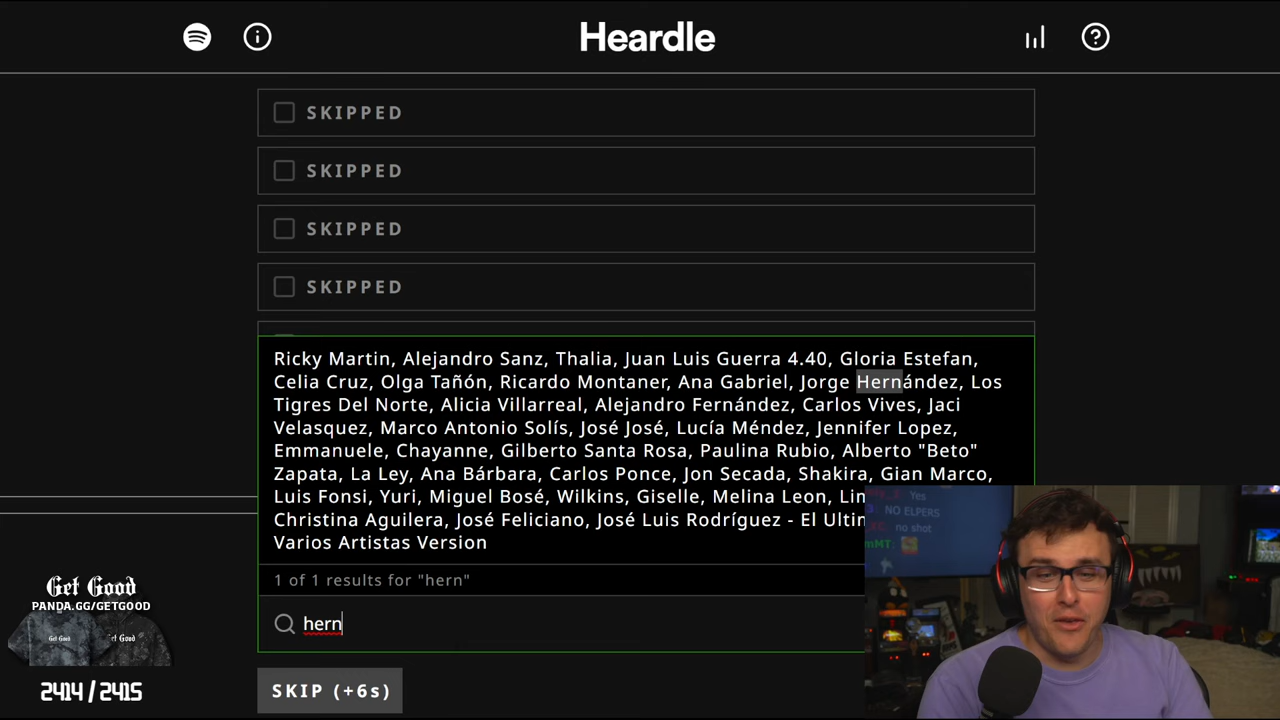 Heardle
SKIPPED
SKIPPED
SKIPPED
SKIPPED
Ricky Martin, Alejandro Sanz, Thalia, Juan Luis Guerra 4.40, Gloria Estefan,
Celia Cruz, Olga Tañón, Ricardo Montaner, Ana Gabriel, Jorge Hernández, Los
Tigres Del Norte, Alicia Villarreal, Alejandro Fernández, Carlos Vives, Jaci
Velasquez, Marco Antonio Solís, José José, Lucía Méndez, Jennifer Lopez,
Emmanuele, Chayanne, Gilberto Santa Rosa, Paulina Rubio, Alberto "Beto"
Zapata, La Ley, Ana Bárbara, Carlos Ponce, Jon Secada, Shakira, Gian Marco,
Luis Fonsi, Yuri, Miguel Bosé, Wilkins, Giselle, Melina Leon,
Christina Aguilera, José Feliciano, José Luis Rodríguez - El
Varios Artistas Version
1 of 1 results for "hern"
hern
SKIP (+6s)
Get Good
PANDA.GG/GETGOOD
Get Good
Get Good
2414 / 2415
Yes
NO ELPERS
no shot